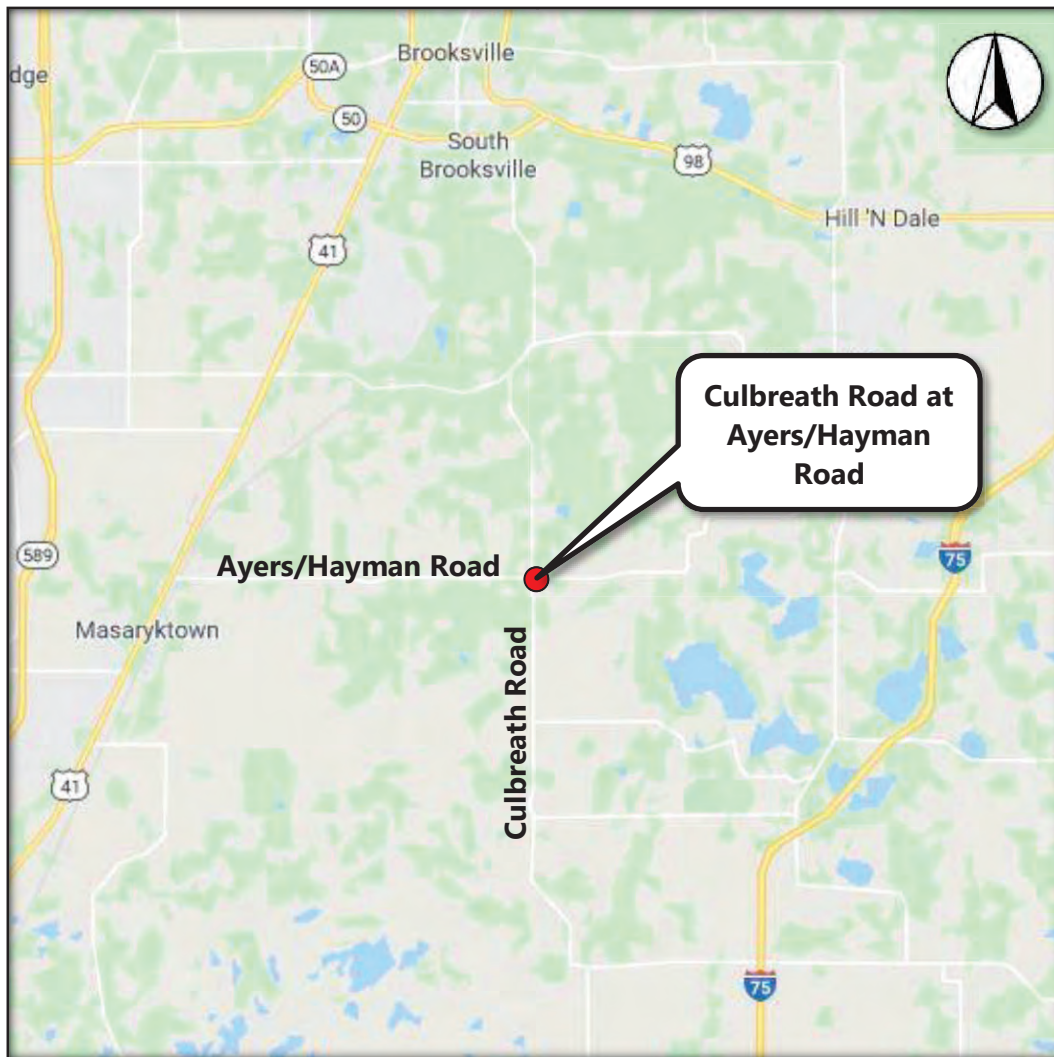 Brooksville
50A
dge
50
South
Brooksville
98
Hill 'N Dale
41
Culbreath Road at
Ayers/Hayman
Road
589
75
Ayers/Hayman Road
Masaryktown
Culbreath Road
41
75